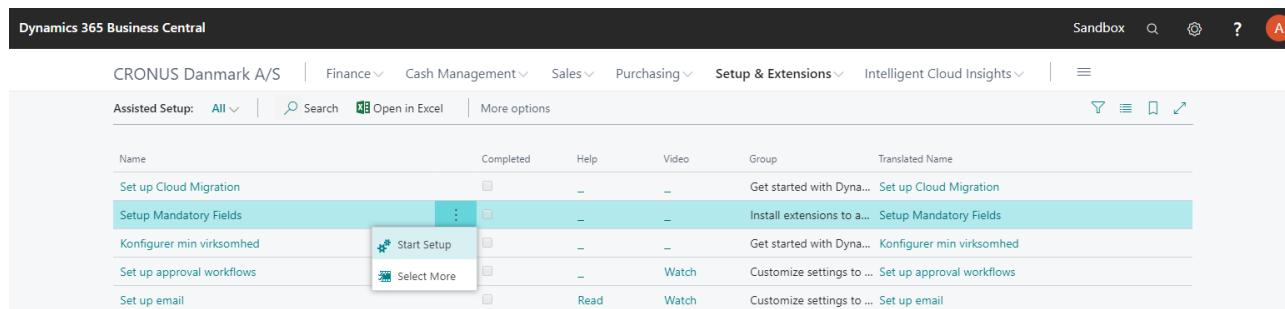 Dynamics 365 Business Central Sandbox ? A
CRONUS Danmark A/S Finance Cash Management Sales Purchasing Setup & Extensions Intelligent Cloud Insights
Assisted Setup: All Search Open in Excel More options
Name Completed Help Video Group Translated Name
Set up Cloud Migration _ _ Get started with Dyna... Set up Cloud Migration
Setup Mandatory Fields _ _ Install extensions to a... Setup Mandatory Fields
Konfigurer min virksomhed _ _ Get started with Dyna... Konfigurer min virksomhed
Start Setup
Set up approval workflows _ Watch Customize settings to ... Set up approval workflows
Select More
Set up email Read Watch Customize settings to ... Set up email